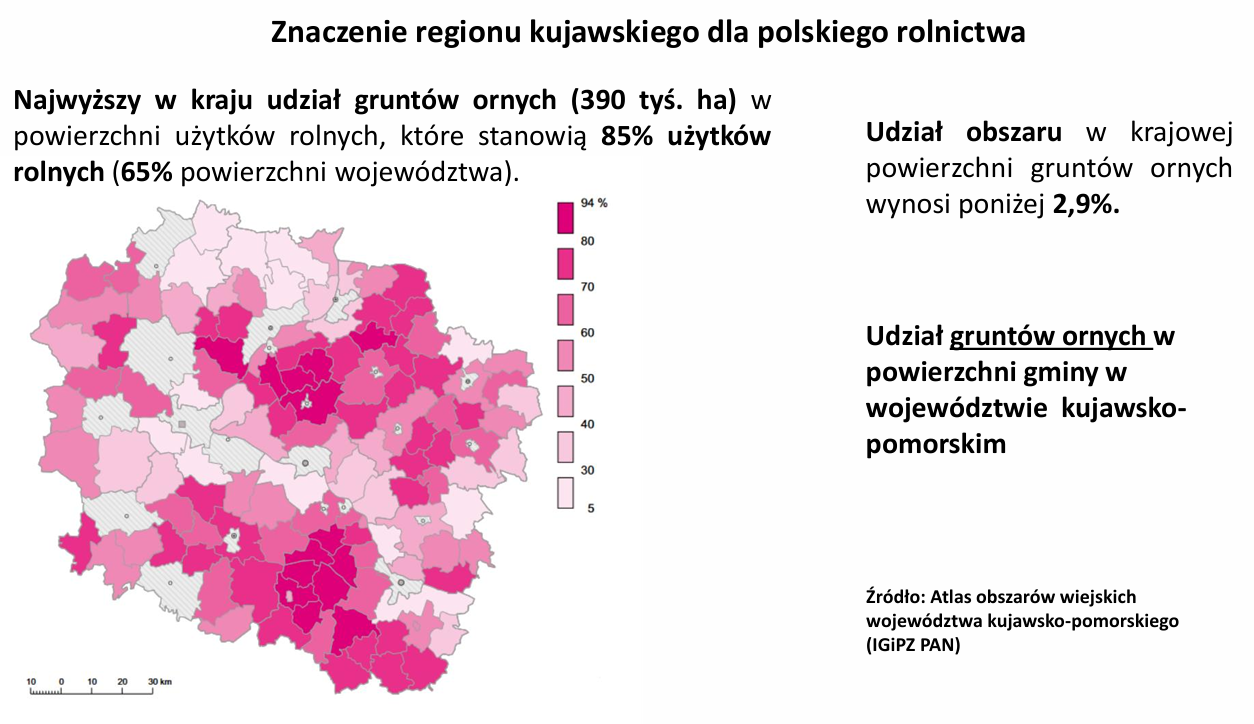 Znaczenie regionu kujawskiego dla polskiego rolnictwa
Najwyższy w kraju udział gruntów ornych (390 tyś. ha) w
powierzchni użytków rolnych, które stanowią 85% użytków
rolnych (65% powierzchni województwa).
Udział obszaru w krajowej
powierzchni gruntów ornych
wynosi poniżej 2,9%.
94 %
80
70
60
50
40
30
5
Udział gruntów ornych w
powierzchni gminy w
województwie kujawsko-
pomorskim
Źródło: Atlas obszarów wiejskich
województwa kujawsko-pomorskiego
(IGiPZ PAN)
10 0 10 20 30 km